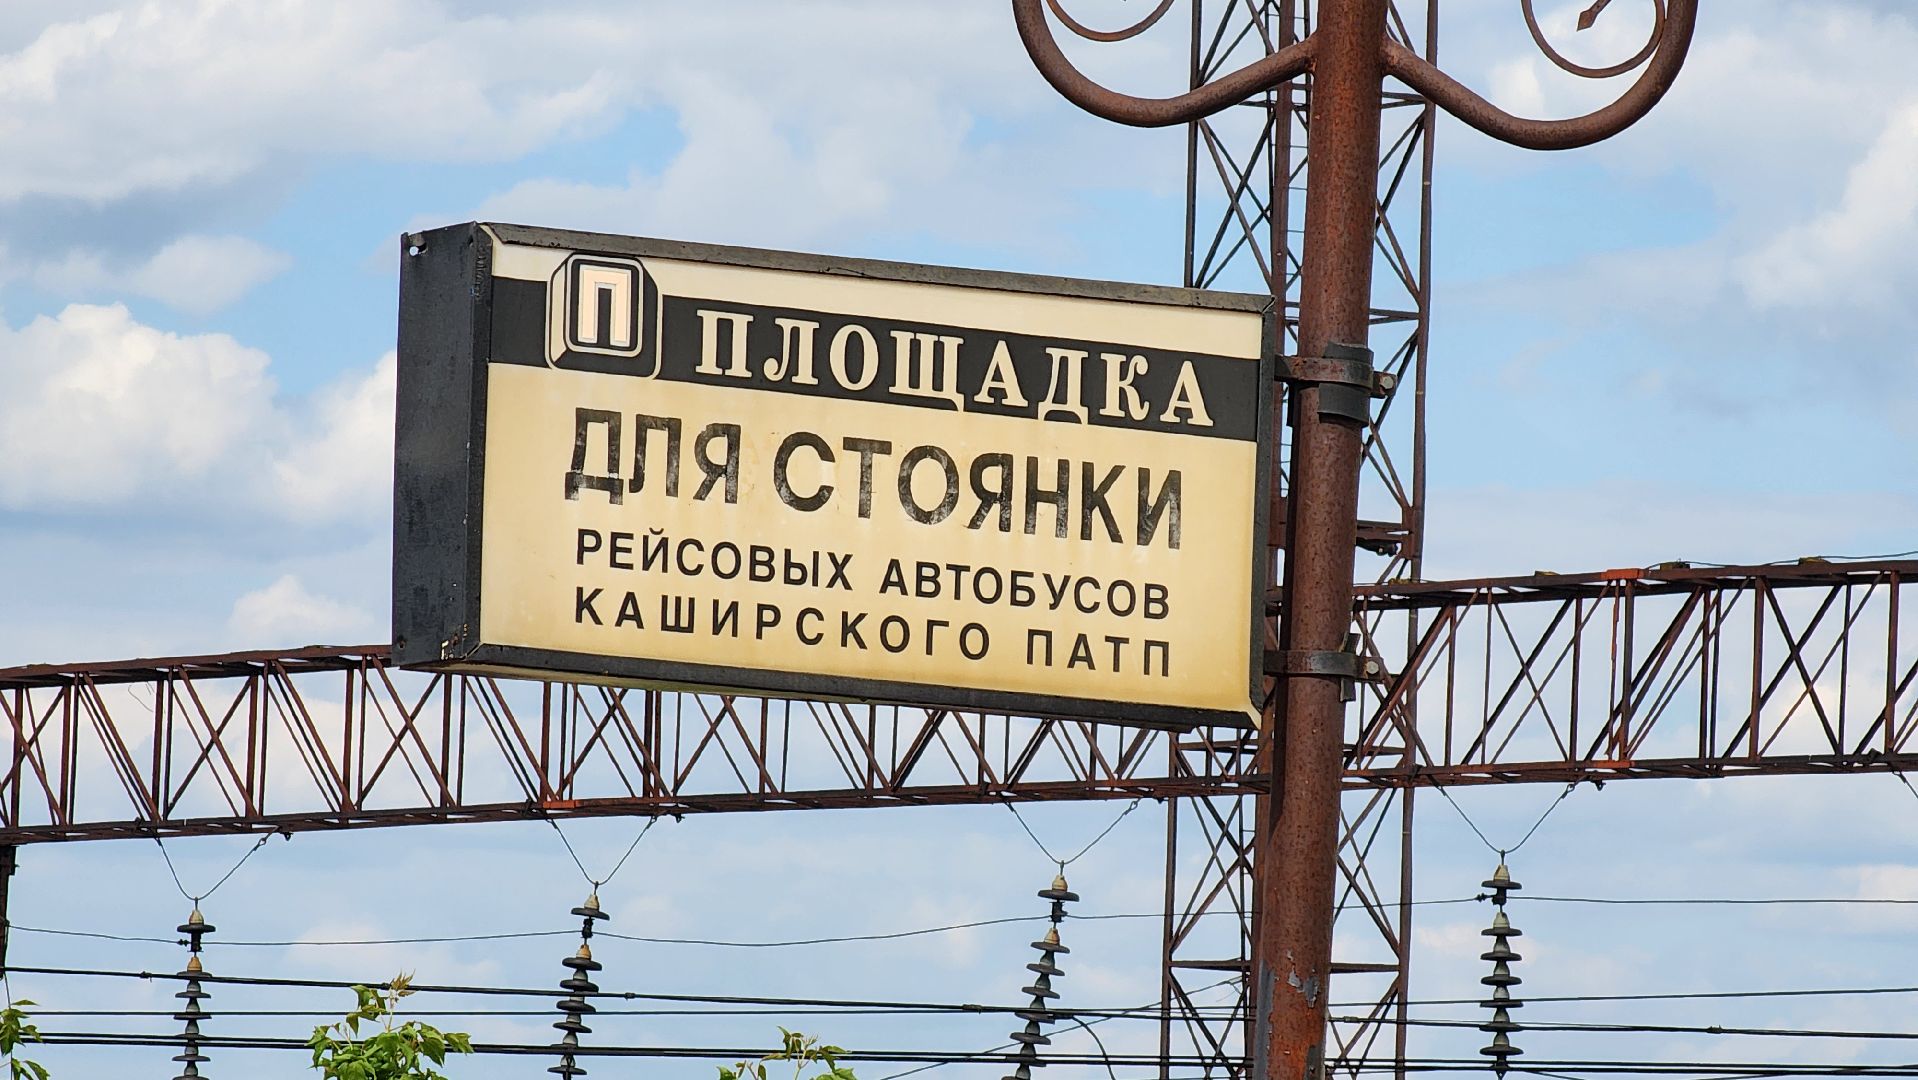 П ПЛОЩАДКА
ДЛЯ СТОЯНКИ
РЕЙСОВЫХ АВТОБУСОВ
КАШИРСКОГО ПАТП